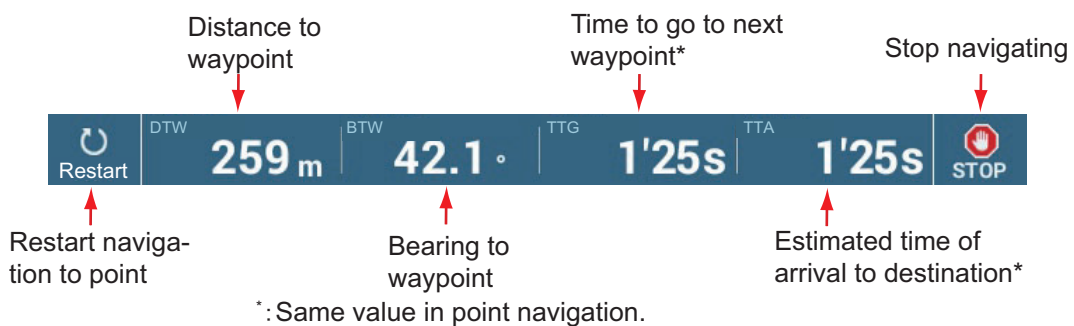 Distance to
waypoint
Time to go to next
waypoint*
Stop navigating
Restart
DTW
259 m
BTW
42.1 °
TTG
1'25s
TTA
1'25s
STOP
Restart naviga-
tion to point
Bearing to
waypoint
Estimated time of
arrival to destination*
*: Same value in point navigation.